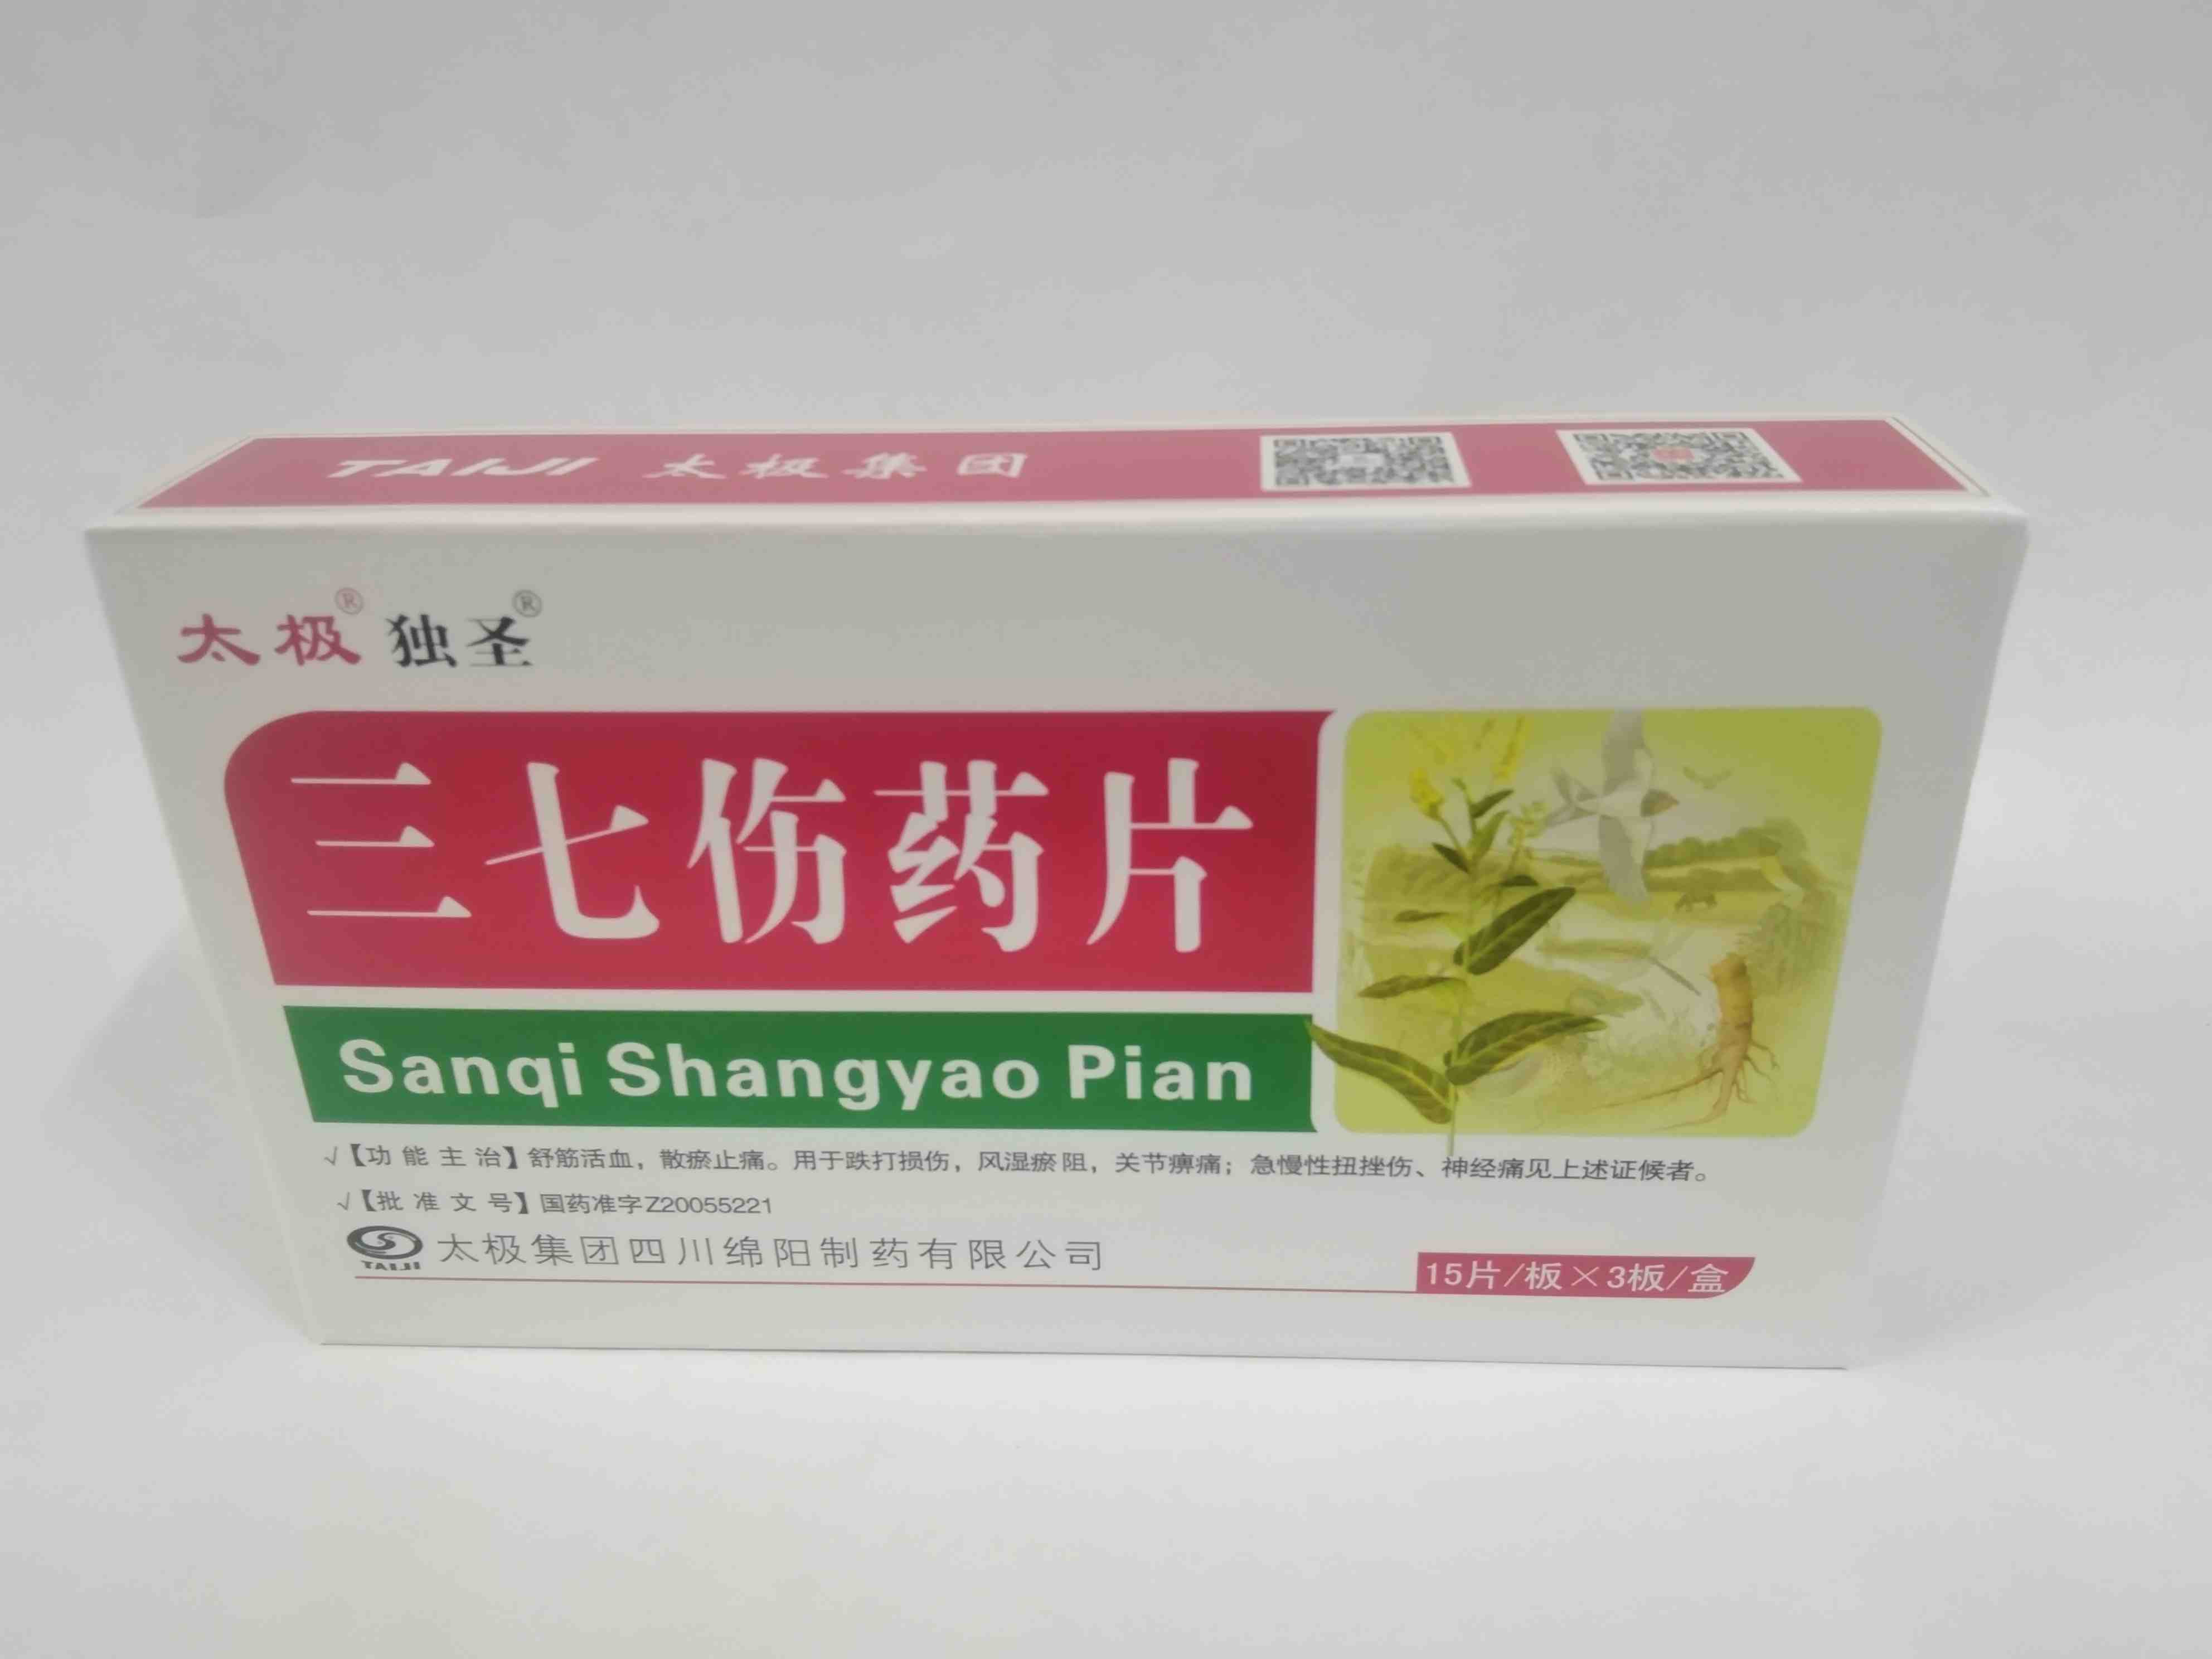 TAIJI 太极集团
太极® 独圣®
三七伤药片
Sanqi Shangyao Pian
√【功能主治】舒筋活血，散瘀止痛。用于跌打损伤，风湿瘀阻，关节痹痛；急慢性扭挫伤、神经痛见上述证候者。
√【批准文号】国药准字Z20055221
TAIJI 太极集团四川绵阳制药有限公司
15片/板×3板/盒